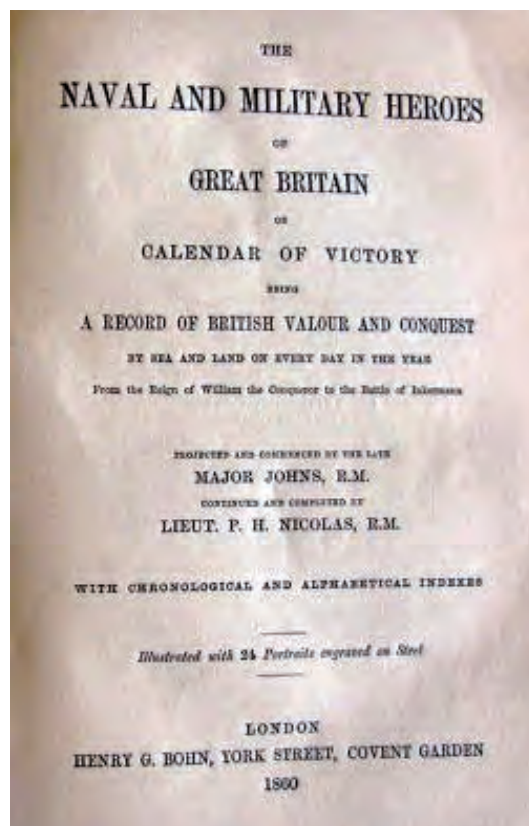 THE
NAVAL AND MILITARY HEROES
OF
GREAT BRITAIN
OR
CALENDAR OF VICTORY
BEING
A RECORD OF BRITISH VALOUR AND CONQUEST
BY SEA AND LAND ON EVERY DAY IN THE YEAR
From the Reign of William the Conqueror to the Battle of Inkermann
PROJECTED AND COMMENCED BY THE LATE
MAJOR JOHNS, R.M.
CONTINUED AND COMPLETED BY
LIEUT. P. H. NICOLAS, R.M.
WITH CHRONOLOGICAL AND ALPHABETICAL INDEXES
Illustrated with 24 Portraits engraved on Steel
LONDON
HENRY G. BOHN, YORK STREET, COVENT GARDEN
1860